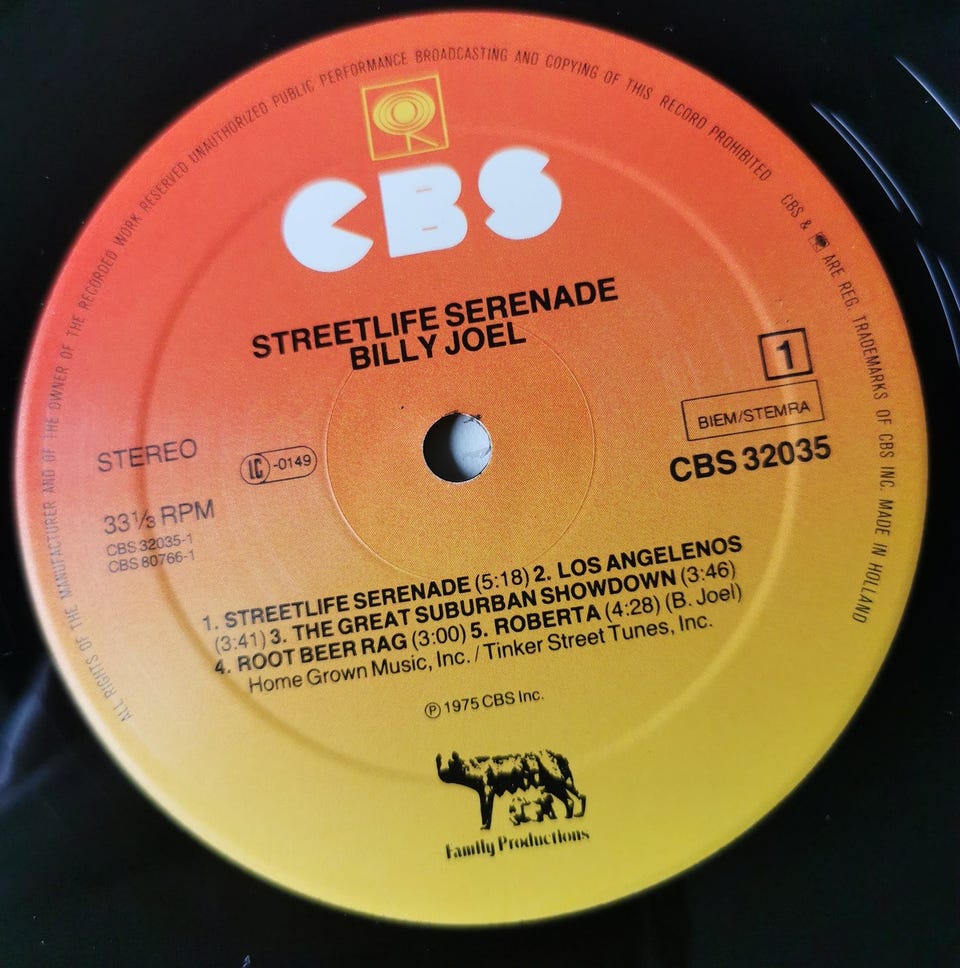 ALL RIGHTS OF THE MANUFACTURER AND OF THE OWNER OF THE RECORDED WORK RESERVED UNAUTHORIZED PUBLIC PERFORMANCE BROADCASTING AND COPYING OF THIS RECORD PROHIBITED
CBS & ARE REG. TRADEMARKS OF CBS INC. MADE IN HOLLAND
CBS
STREETLIFE SERENADE
BILLY JOEL
1
BIEM/STEMRA
CBS 32035
STEREO
LC -0149
33⅓ RPM
CBS 32035-1
CBS 80766-1
1. STREETLIFE SERENADE (5:18) 2. LOS ANGELENOS
(3:41) 3. THE GREAT SUBURBAN SHOWDOWN (3:46)
4. ROOT BEER RAG (3:00) 5. ROBERTA (4:28) (B. Joel)
Home Grown Music, Inc. / Tinker Street Tunes, Inc.
℗ 1975 CBS Inc.
Family Productions